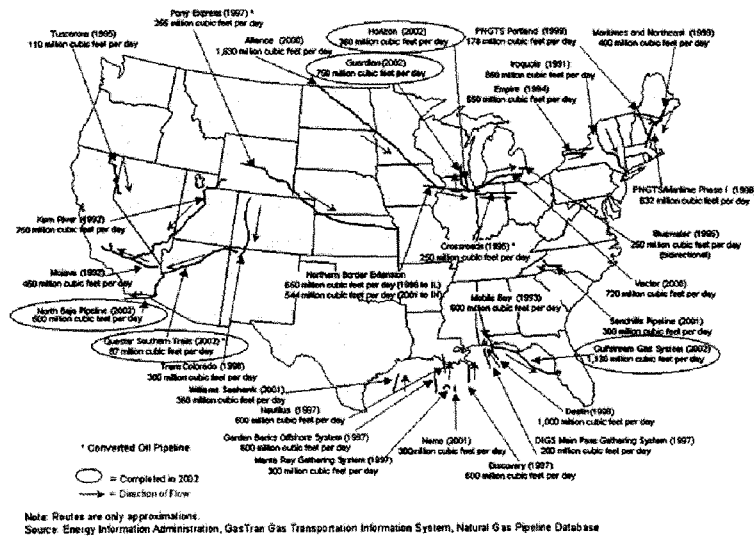 Pony Express (1997) *
265 million cubic feet per day
Tuscarora (1995)
110 million cubic feet per day
Alliance (2000)
1,630 million cubic feet per day
Horizon (2002)
380 million cubic feet per day
Guardian (2002)
750 million cubic feet per day
PNGTS Portland (1999)
178 million cubic feet per day
Maritimes and Northeast (1999)
400 million cubic feet per day
Iroquois (1991)
850 million cubic feet per day
Empire (1994)
550 million cubic feet per day
PNGTS/Maritime Phase I (1998
632 million cubic feet per day
Kern River (1992)
750 million cubic feet per day
Crossroads (1995) *
250 million cubic feet per day
Bluewater (1995)
250 million cubic feet per day
(bidirectional)
Mojave (1992)
450 million cubic feet per day
Northern Border Extension
650 million cubic feet per day (1998 to IL)
544 million cubic feet per day (2001 to IN)
Vector (2000)
720 million cubic feet per day
Mobile Bay (1993)
600 million cubic feet per day
North Baja Pipeline (2002)
500 million cubic feet per day
Sandhills Pipeline (2001)
300 million cubic feet per day
Questar Southern Trails (2002) *
87 million cubic feet per day
Gulfstream Gas System (2002)
1,130 million cubic feet per day
TransColorado (1998)
300 million cubic feet per day
Williams Seahawk (2001)
360 million cubic feet per day
Nautilus (1997)
600 million cubic feet per day
Destin (1998)
1,000 million cubic feet per day
Garden Banks Offshore System (1997)
600 million cubic feet per day
Nemo (2001)
300 million cubic feet per day
DIGS Main Pass Gathering System (1997)
200 million cubic feet per day
Manta Ray Gathering System (1997)
300 million cubic feet per day
Discovery (1997)
600 million cubic feet per day
* Converted Oil Pipeline
= Completed in 2002
= Direction of Flow
Note: Routes are only approximations.
Source: Energy Information Administration, GasTran Gas Transportation Information System, Natural Gas Pipeline Database